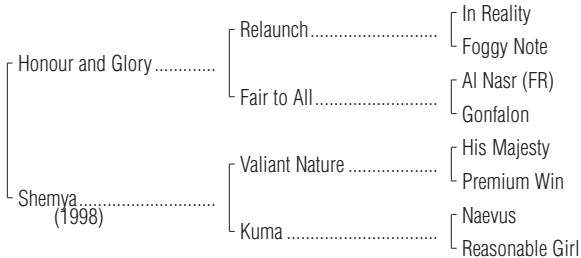 In Reality
Relaunch
Foggy Note
Honour and Glory
Al Nasr (FR)
Fair to All
Gonfalon
His Majesty
Valiant Nature
Premium Win
Shemya
(1998)
Naevus
Kuma
Reasonable Girl